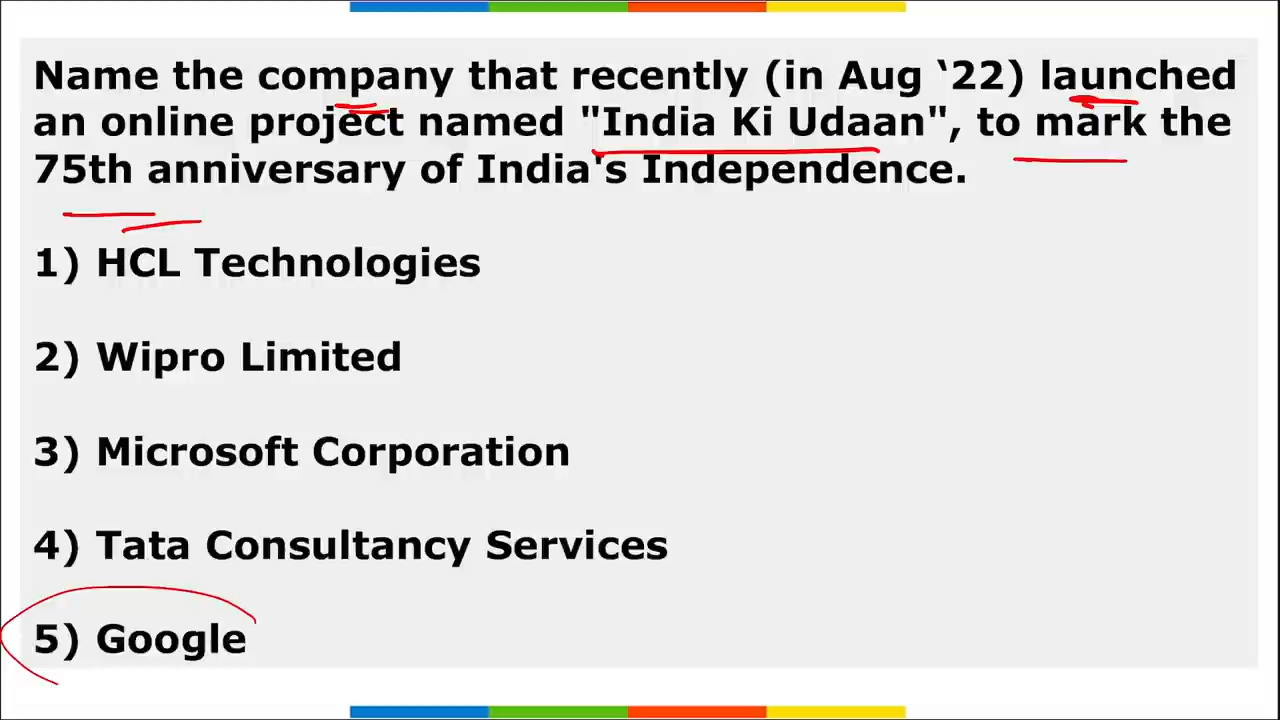 Name the company that recently (in Aug ‘22) launched
an online project named "India Ki Udaan", to mark the
75th anniversary of India's Independence.
1) HCL Technologies
2) Wipro Limited
3) Microsoft Corporation
4) Tata Consultancy Services
5) Google